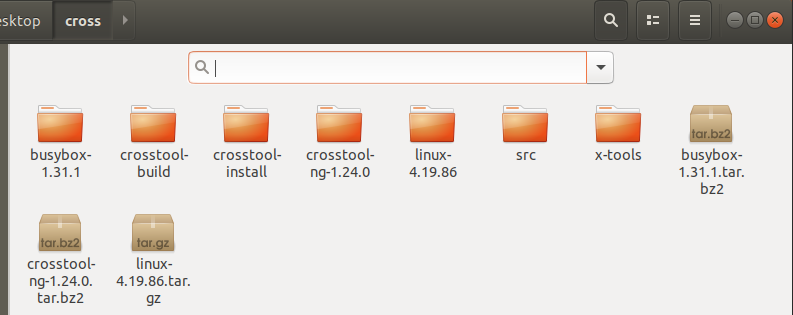 esktop
cross
busybox-
1.31.1
crosstool-
build
crosstool-
install
crosstool-
ng-1.24.0
linux-
4.19.86
src
x-tools
tar.bz2
busybox-
1.31.1.tar.
bz2
tar.bz2
crosstool-
ng-1.24.0.
tar.bz2
tar.gz
linux-
4.19.86.tar.
gz